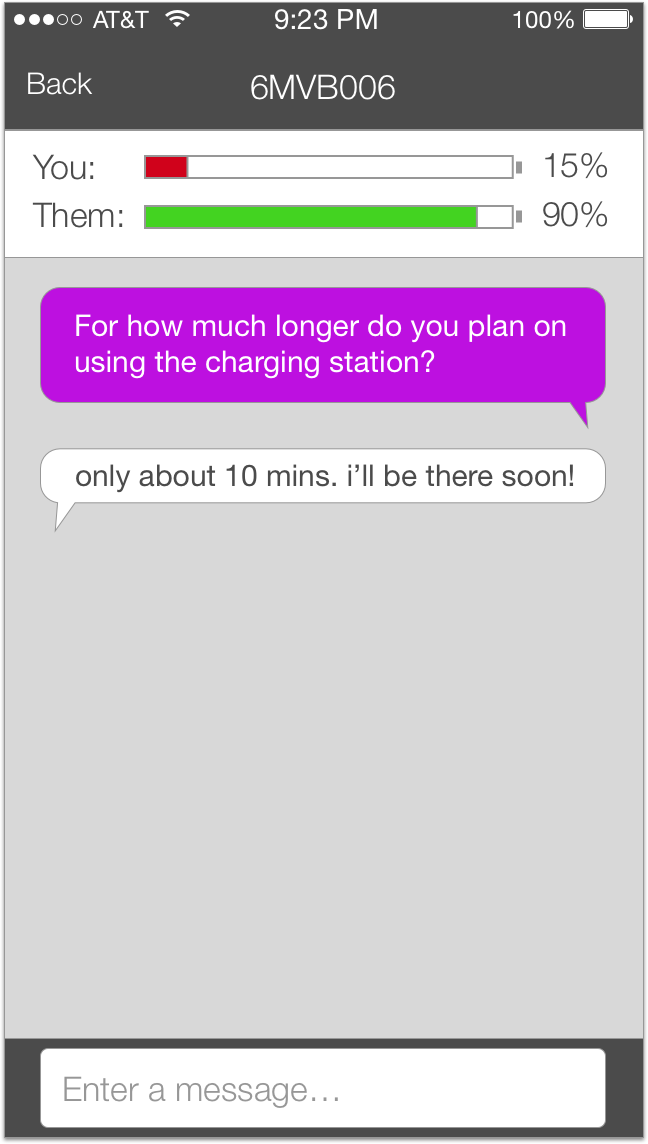 AT&T 9:23 PM 100%
Back 6MVB006
You: 15%
Them: 90%
For how much longer do you plan on
using the charging station?
only about 10 mins. i’ll be there soon!
Enter a message…